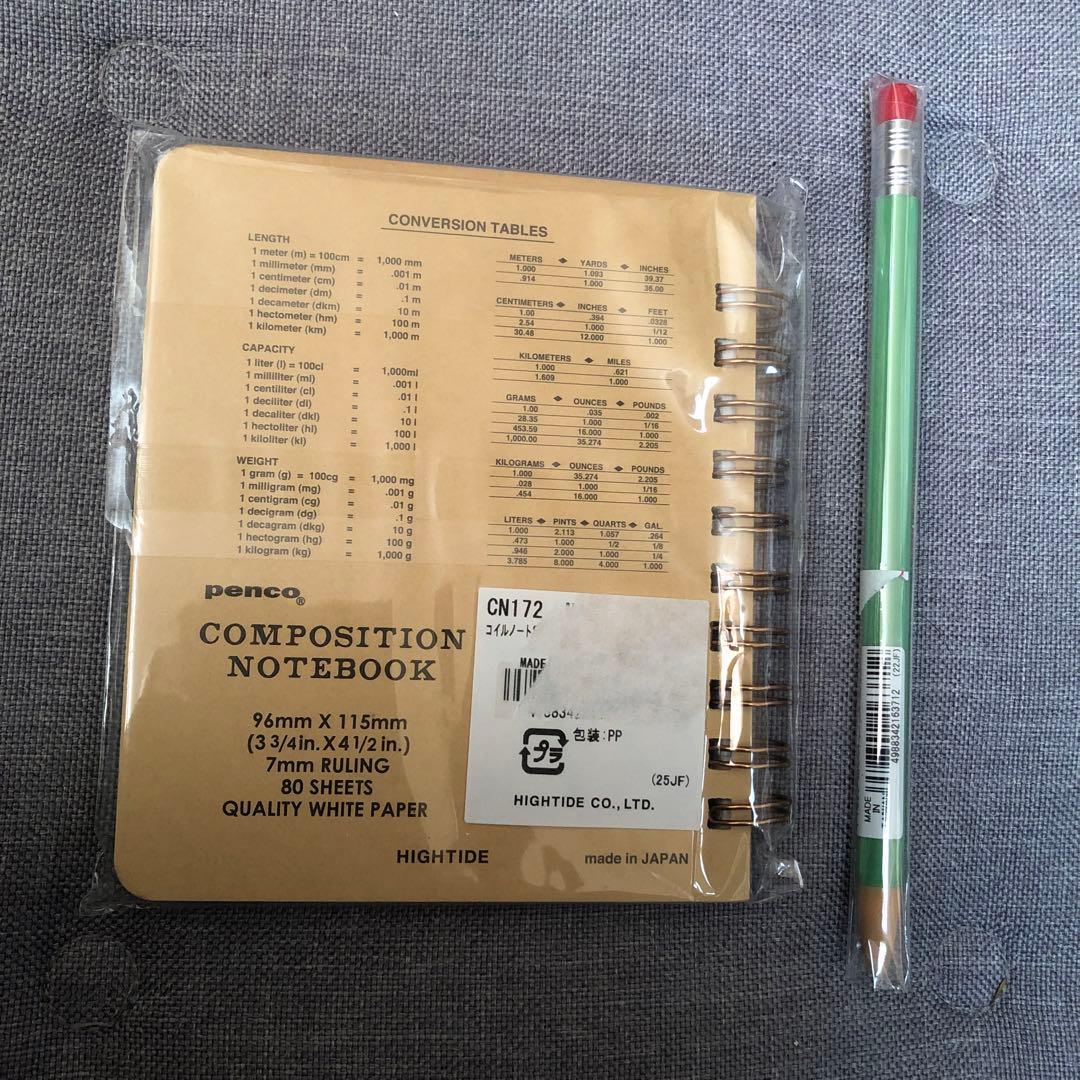 CONVERSION TABLES
LENGTH
1 meter (m) = 100cm = 1,000 mm
1 millimeter (mm) = .001 m
1 centimeter (cm) = .01 m
1 decimeter (dm) = .1 m
1 decameter (dkm) = 10 m
1 hectometer (hm) = 100 m
1 kilometer (km) = 1,000 m
CAPACITY
1 liter (l) = 100cl = 1,000ml
1 milliliter (ml) = .001 l
1 centiliter (cl) = .01 l
1 deciliter (dl) = .1 l
1 decaliter (dkl) = 10 l
1 hectoliter (hl) = 100 l
1 kiloliter (kl) = 1,000 l
WEIGHT
1 gram (g) = 100cg = 1,000 mg
1 milligram (mg) = .001 g
1 centigram (cg) = .01 g
1 decigram (dg) = .1 g
1 decagram (dkg) = 10 g
1 hectogram (hg) = 100 g
1 kilogram (kg) = 1,000 g
METERS YARDS INCHES
1.000 1.093 39.37
.914 1.000 36.00
CENTIMETERS INCHES FEET
1.00 .394 .0328
2.54 1.000 1/12
30.48 12.000 1.000
KILOMETERS MILES
1.000 .621
1.609 1.000
GRAMS OUNCES POUNDS
1.00 .035 .002
28.35 1.000 1/16
453.59 16.000 1.000
1,000.00 35.274 2.205
KILOGRAMS OUNCES POUNDS
1.000 35.274 2.205
.028 1.000 1/16
.454 16.000 1.000
LITERS PINTS QUARTS GAL.
1.000 2.113 1.057 .264
.473 1.000 1/2 1/8
.946 2.000 1.000 1/4
3.785 8.000 4.000 1.000
penco®
COMPOSITION
NOTEBOOK
96mm X 115mm
(3 3/4in. X 4 1/2 in.)
7mm RULING
80 SHEETS
QUALITY WHITE PAPER
HIGHTIDE
made in JAPAN
CN172
コイルノート
MADE
プラ
包装:PP
(25JF)
HIGHTIDE CO., LTD.
4988342163712 (22JF)
MADE
IN